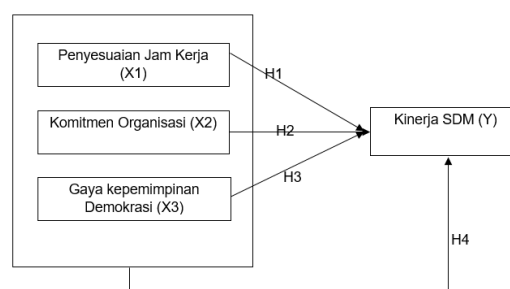 Penyesuaian Jam Kerja
(X1)
H1
Komitmen Organisasi (X2)
H2
Kinerja SDM (Y)
H3
Gaya kepemimpinan
Demokrasi (X3)
H4